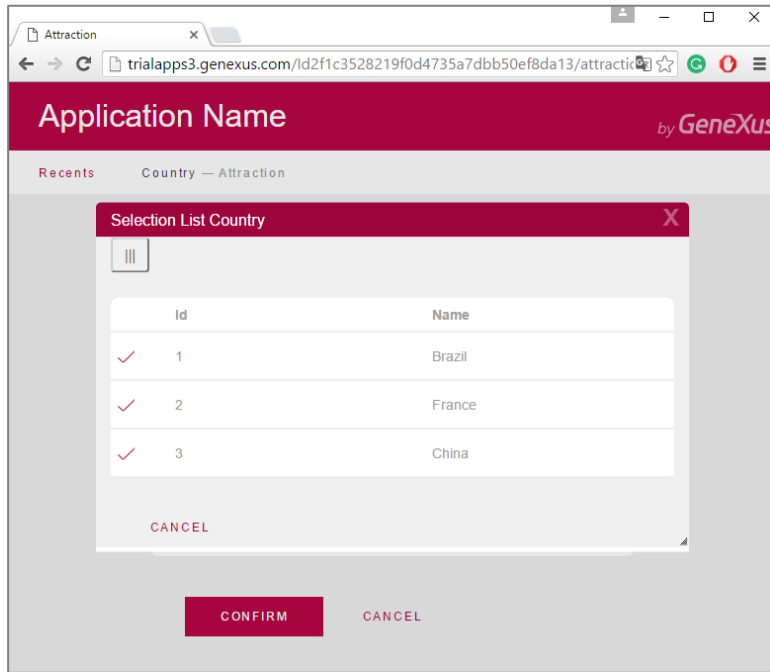 Attraction
trialapps3.genexus.com/Id2f1c3528219f0d4735a7dbb50ef8da13/attractic
Application Name
by GeneXus
Recents Country — Attraction
Selection List Country X
Id Name
1 Brazil
2 France
3 China
CANCEL
CONFIRM CANCEL